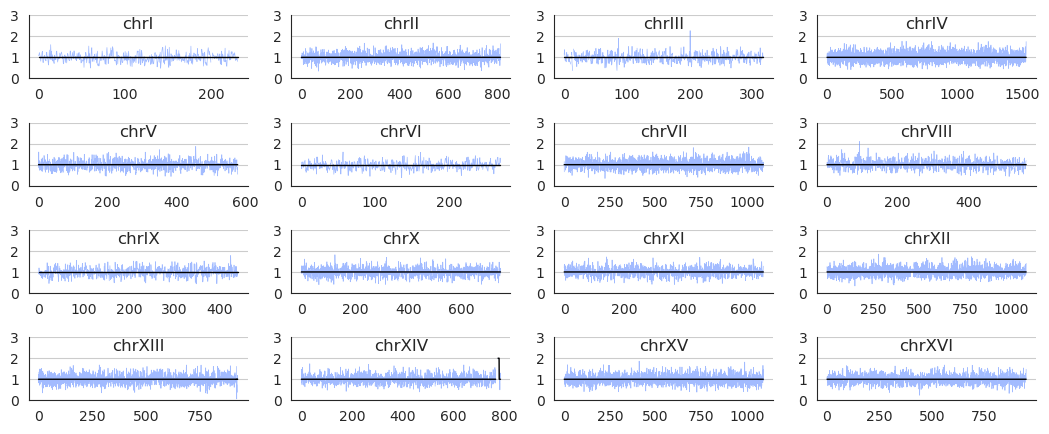 3 chrI 3 chrII 3 chrIII 3 chrIV
2 2 2 2
1 1 1 1
0 0 0 0
0 100 200 0 200 400 600 800 0 100 200 300 0 500 1000 1500
3 chrV 3 chrVI 3 chrVII 3 chrVIII
2 2 2 2
1 1 1 1
0 0 0 0
0 200 400 600 0 100 200 0 250 500 750 1000 0 200 400
3 chrIX 3 chrX 3 chrXI 3 chrXII
2 2 2 2
1 1 1 1
0 0 0 0
0 100 200 300 400 0 200 400 600 0 200 400 600 0 250 500 750 1000
3 chrXIII 3 chrXIV 3 chrXV 3 chrXVI
2 2 2 2
1 1 1 1
0 0 0 0
0 250 500 750 0 200 400 600 800 0 250 500 750 1000 0 250 500 750